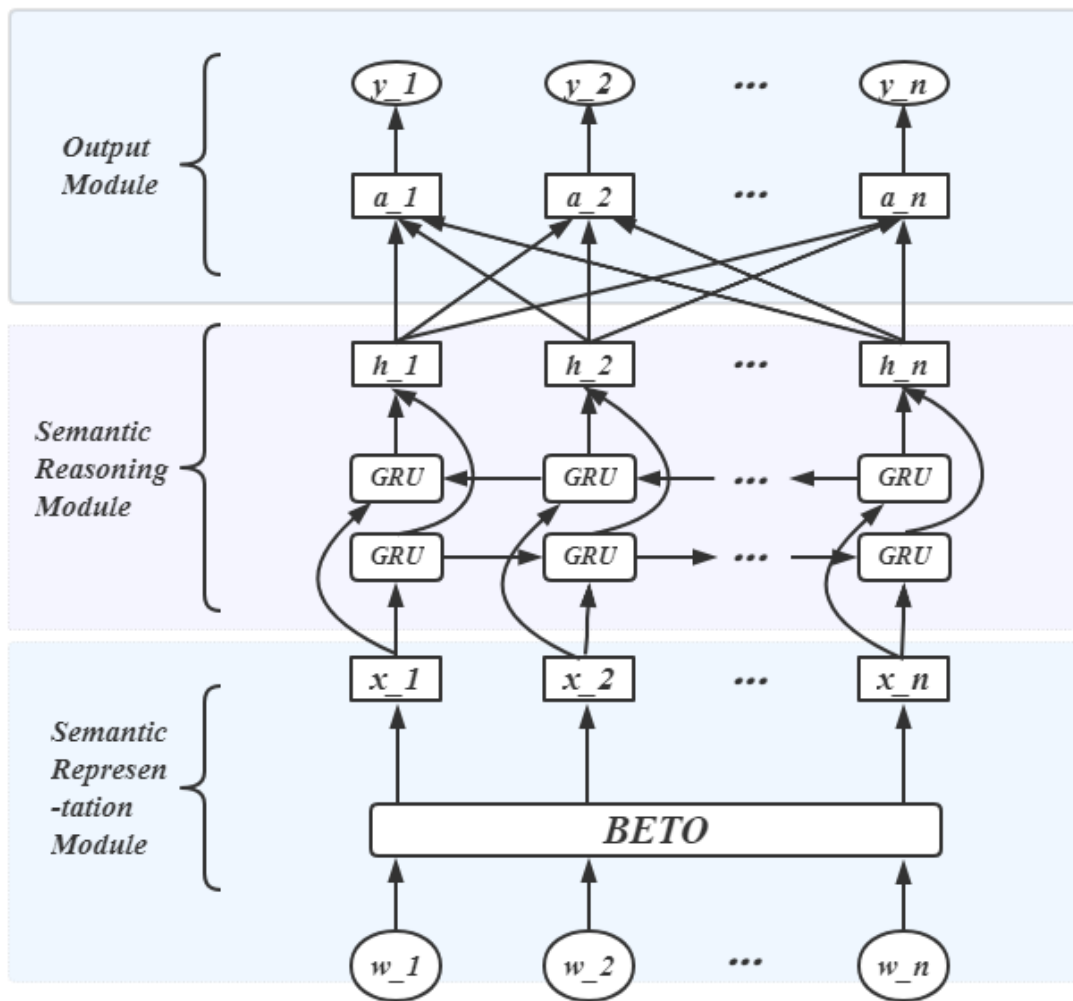 y_1 y_2 ... y_n
Output
Module
a_1 a_2 ... a_n
h_1 h_2 ... h_n
Semantic
Reasoning
Module
GRU GRU ... GRU
GRU GRU ... GRU
x_1 x_2 ... x_n
Semantic
Represen
-tation
Module
BETO
w_1 w_2 ... w_n